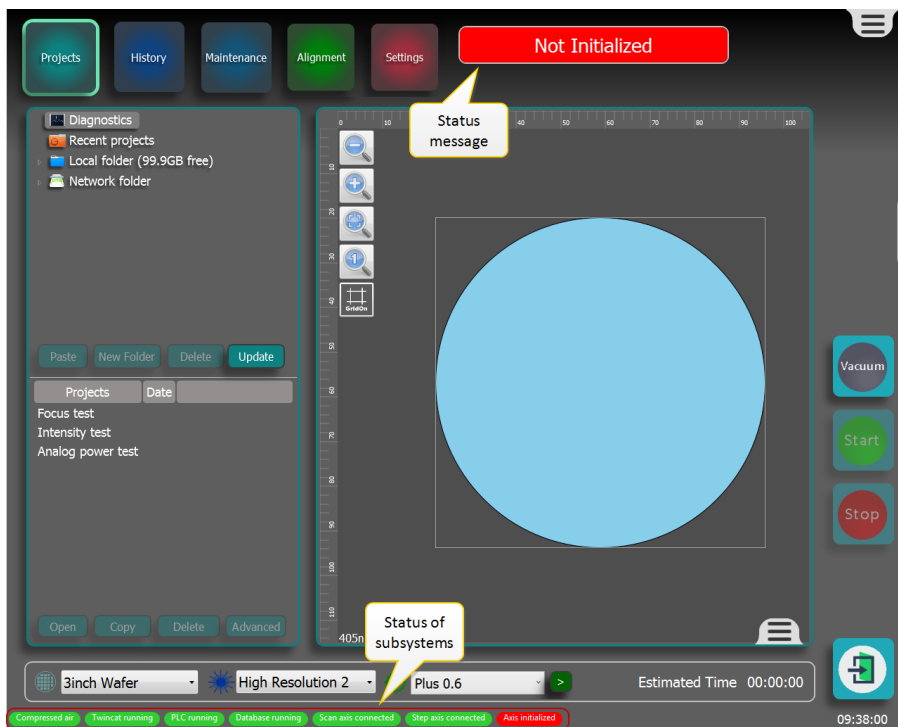 Projects
History
Maintenance
Alignment
Settings
Not Initialized
Status
message
Diagnostics
Recent projects
Local folder (99.9GB free)
Network folder
Paste
New Folder
Delete
Update
Projects
Date
Focus test
Intensity test
Analog power test
Open
Copy
Delete
Advanced
0 10 40 50 60 70 80 90 100
10
20
30
40
50
60
70
80
90
100
110
1
GridOn
405n
Status of
subsystems
Vacuum
Start
Stop
3inch Wafer
High Resolution 2
Plus 0.6
>
Estimated Time 00:00:00
Compressed air
Twincat running
PLC running
Database running
Scan axis connected
Step axis connected
Axis initialized
09:38:00